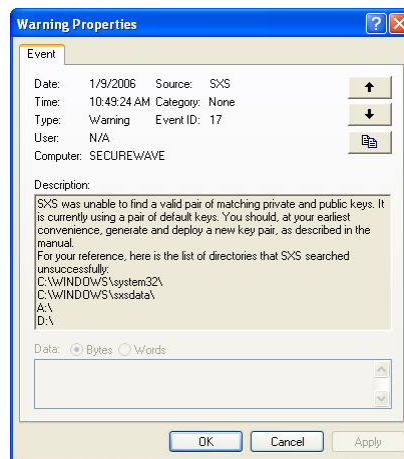 Warning Properties
Event
Date: 1/9/2006 Source: SXS
Time: 10:49:24 AM Category: None
Type: Warning Event ID: 17
User: N/A
Computer: SECUREWAVE
Description:
SXS was unable to find a valid pair of matching private and public keys. It
is currently using a pair of default keys. You should, at your earliest
convenience, generate and deploy a new key pair, as described in the
manual.
For your reference, here is the list of directories that SXS searched
unsuccessfully:
C:\WINDOWS\system32\
C:\WINDOWS\sxsdata\
A:\
D:\
Data: Bytes Words
OK Cancel Apply